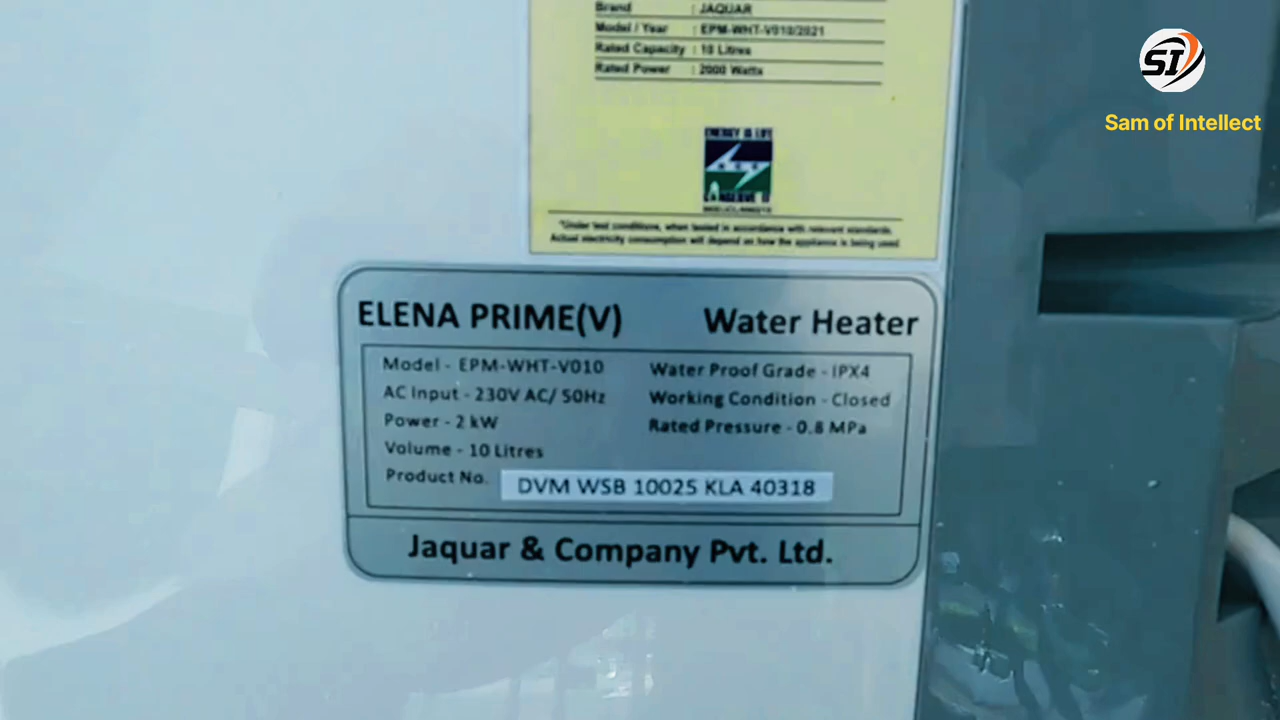 Brand : JAQUAR
Model / Year : EPM-WHT-V010/2021
Rated Capacity : 10 Litres
Rated Power : 2000 Watts
SI
Sam of Intellect
ENERGY IS LIFE
CONSERVE IT
*Under test conditions, when tested in accordance with relevant standards.
Actual electricity consumption will depend on how the appliance is being used
ELENA PRIME(V) Water Heater
Model - EPM-WHT-V010 Water Proof Grade - IPX4
AC Input - 230V AC/ 50Hz Working Condition - Closed
Power - 2 kW Rated Pressure - 0.8 MPa
Volume - 10 Litres
Product No. DVM WSB 10025 KLA 40318
Jaquar & Company Pvt. Ltd.